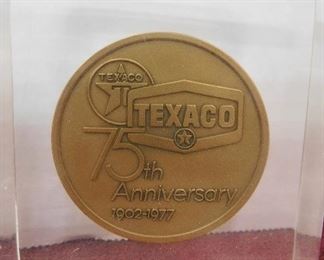 TEXACO
T
TEXACO
75th
Anniversary
1902-1977